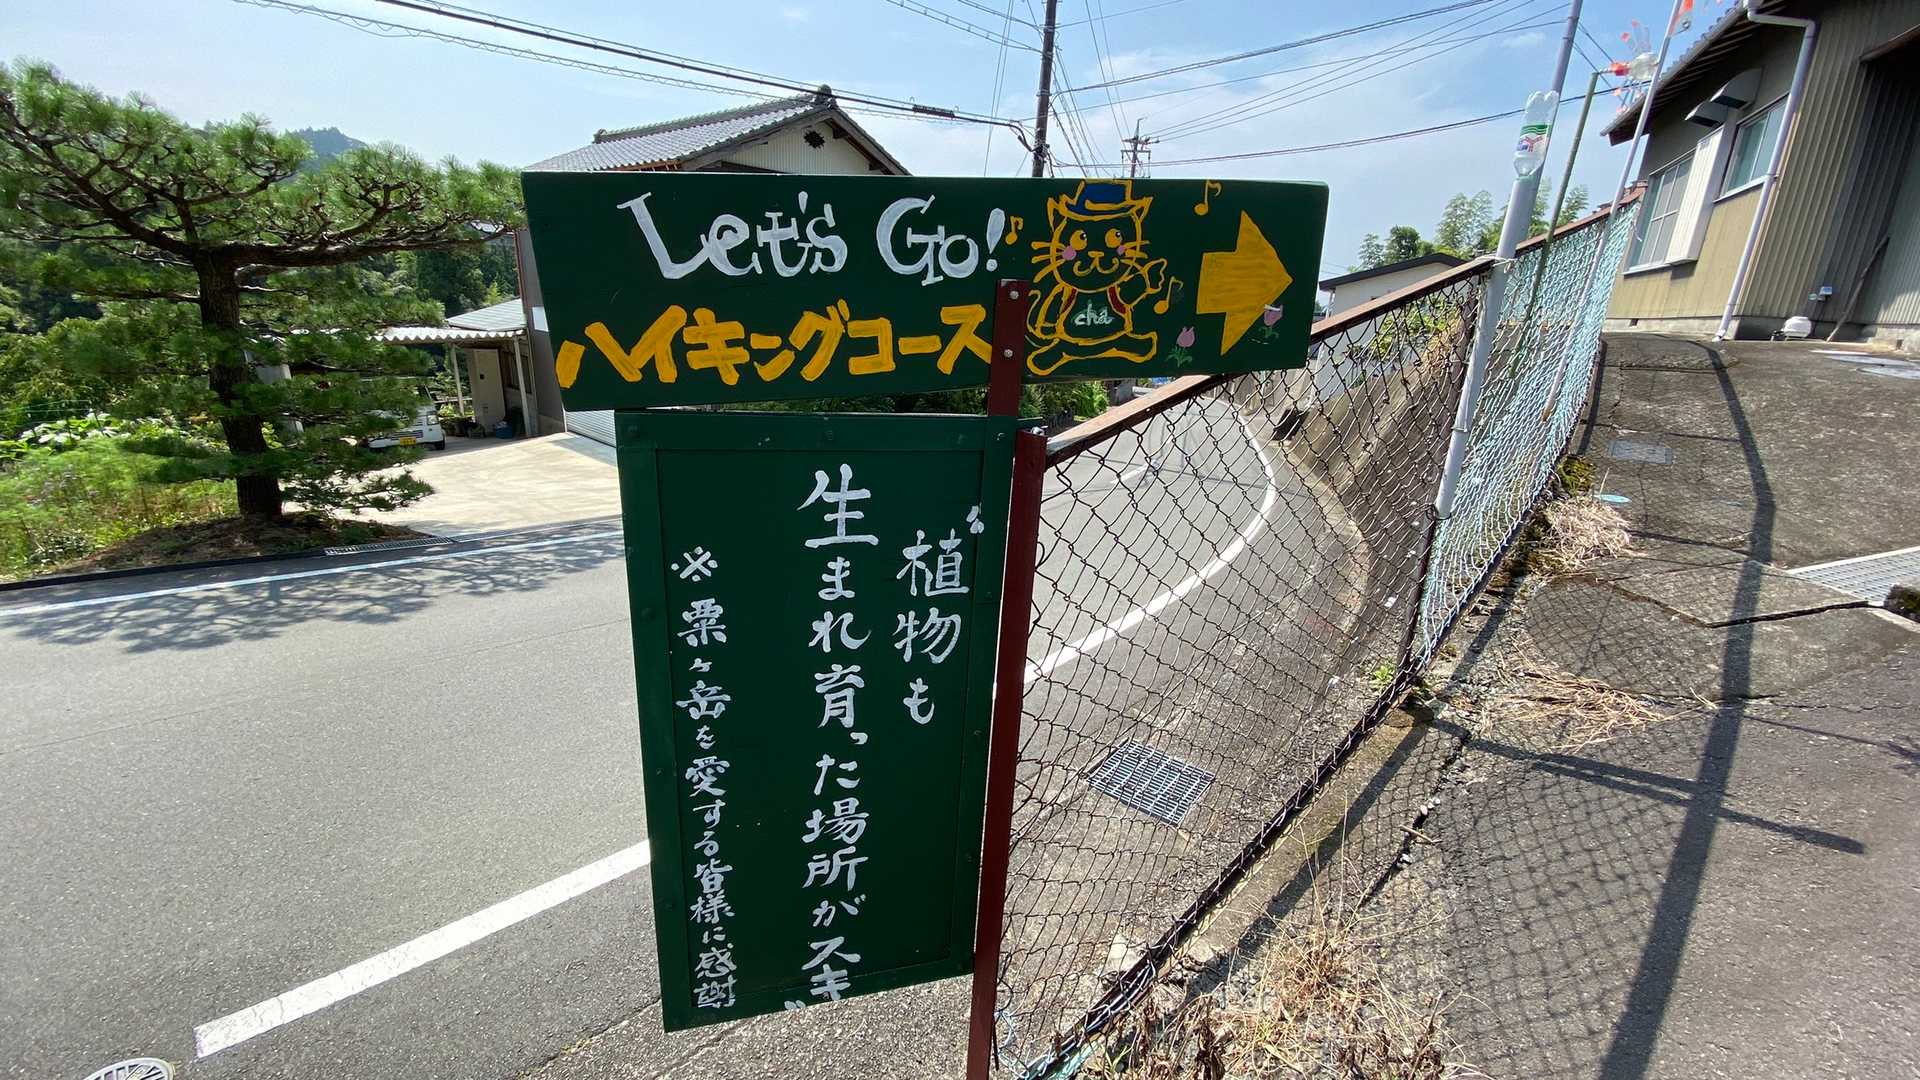 Let's Go!
ハイキングコース
cha
〝植物も
生まれ育った場所がスキ〟
※粟ヶ岳を愛する皆様に感謝